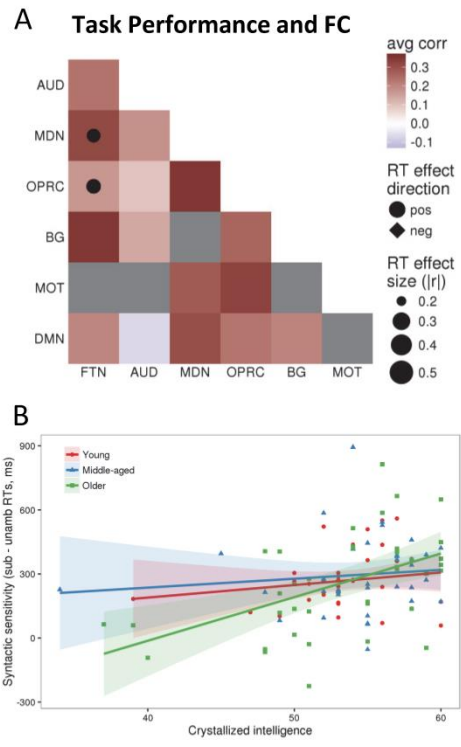 A
Task Performance and FC
AUD
MDN
OPRC
BG
MOT
DMN
FTN AUD MDN OPRC BG MOT
avg corr
0.3
0.2
0.1
0.0
-0.1
RT effect
direction
pos
neg
RT effect
size (|r|)
0.2
0.3
0.4
0.5
B
Syntactic sensitivity (sub - unamb RTs, ms)
900
600
300
0
-300
Young
Middle-aged
Older
40 50 60
Crystallized intelligence